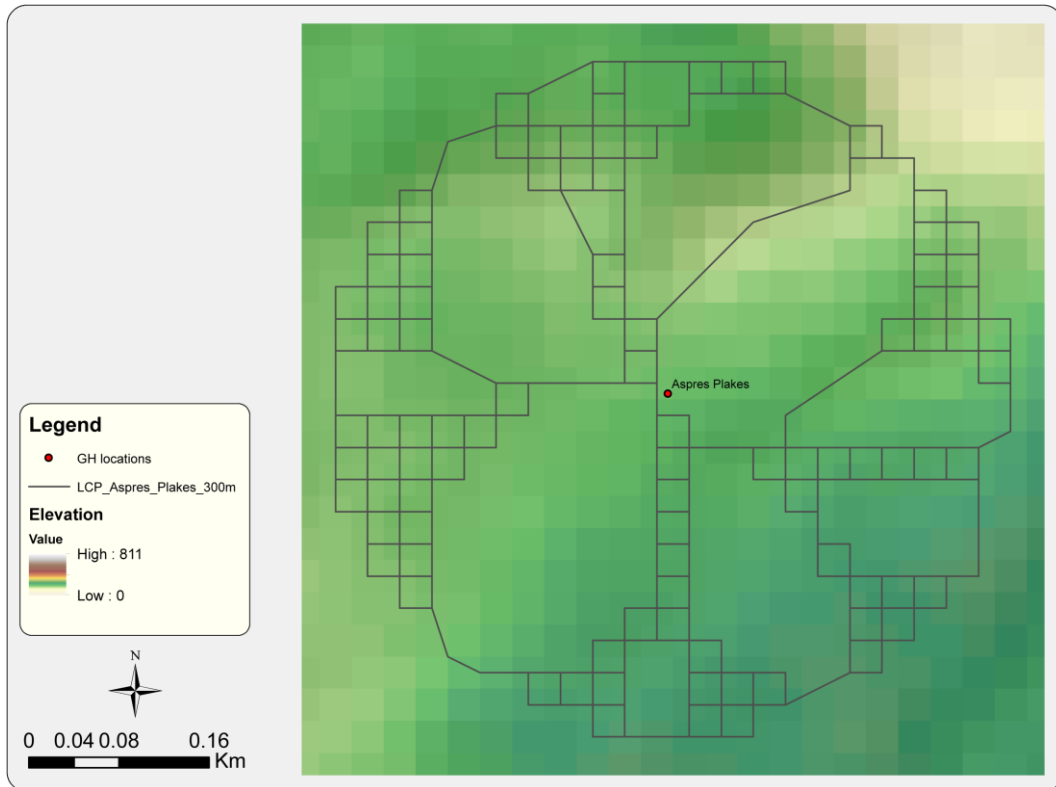 Aspres Plakes
Legend
GH locations
LCP_Aspres_Plakes_300m
Elevation
Value
High : 811
Low : 0
N
0 0.04 0.08 0.16
Km